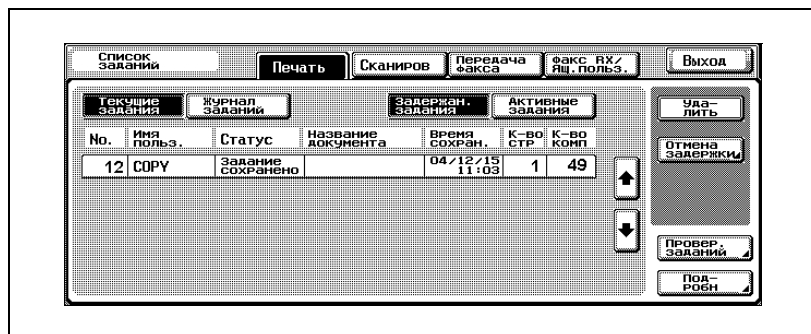 Список
заданий
Печать
Сканиров
Передача
факса
Факс RX/
Ящ.польз.
Выход
Текущие
задания
Журнал
заданий
Задержан.
задания
Активные
задания
Уда-
лить
No.
Имя
польз.
Статус
Название
документа
Время
сохран.
К-во
СТР
К-во
КОМП
Отмена
задержки
12
COPY
Задание
сохранено
04/12/15
11:03
1
49
Провер.
заданий
Под-
робн